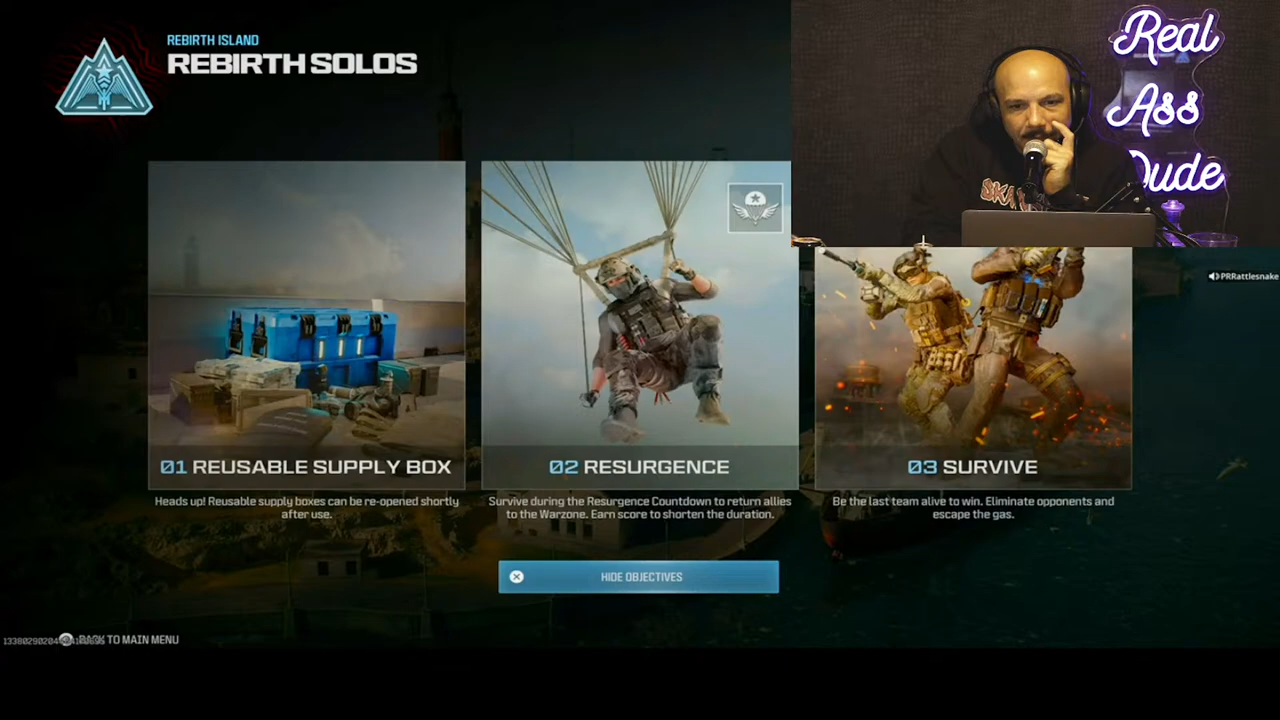 REBIRTH ISLAND
REBIRTH SOLOS
Real
Ass
Dude
SKA
PRRattlesnake
01 REUSABLE SUPPLY BOX
02 RESURGENCE
03 SURVIVE
Heads up! Reusable supply boxes can be re-opened shortly
after use.
Survive during the Resurgence Countdown to return allies
to the Warzone. Earn score to shorten the duration.
Be the last team alive to win. Eliminate opponents and
escape the gas.
HIDE OBJECTIVES
BACK TO MAIN MENU